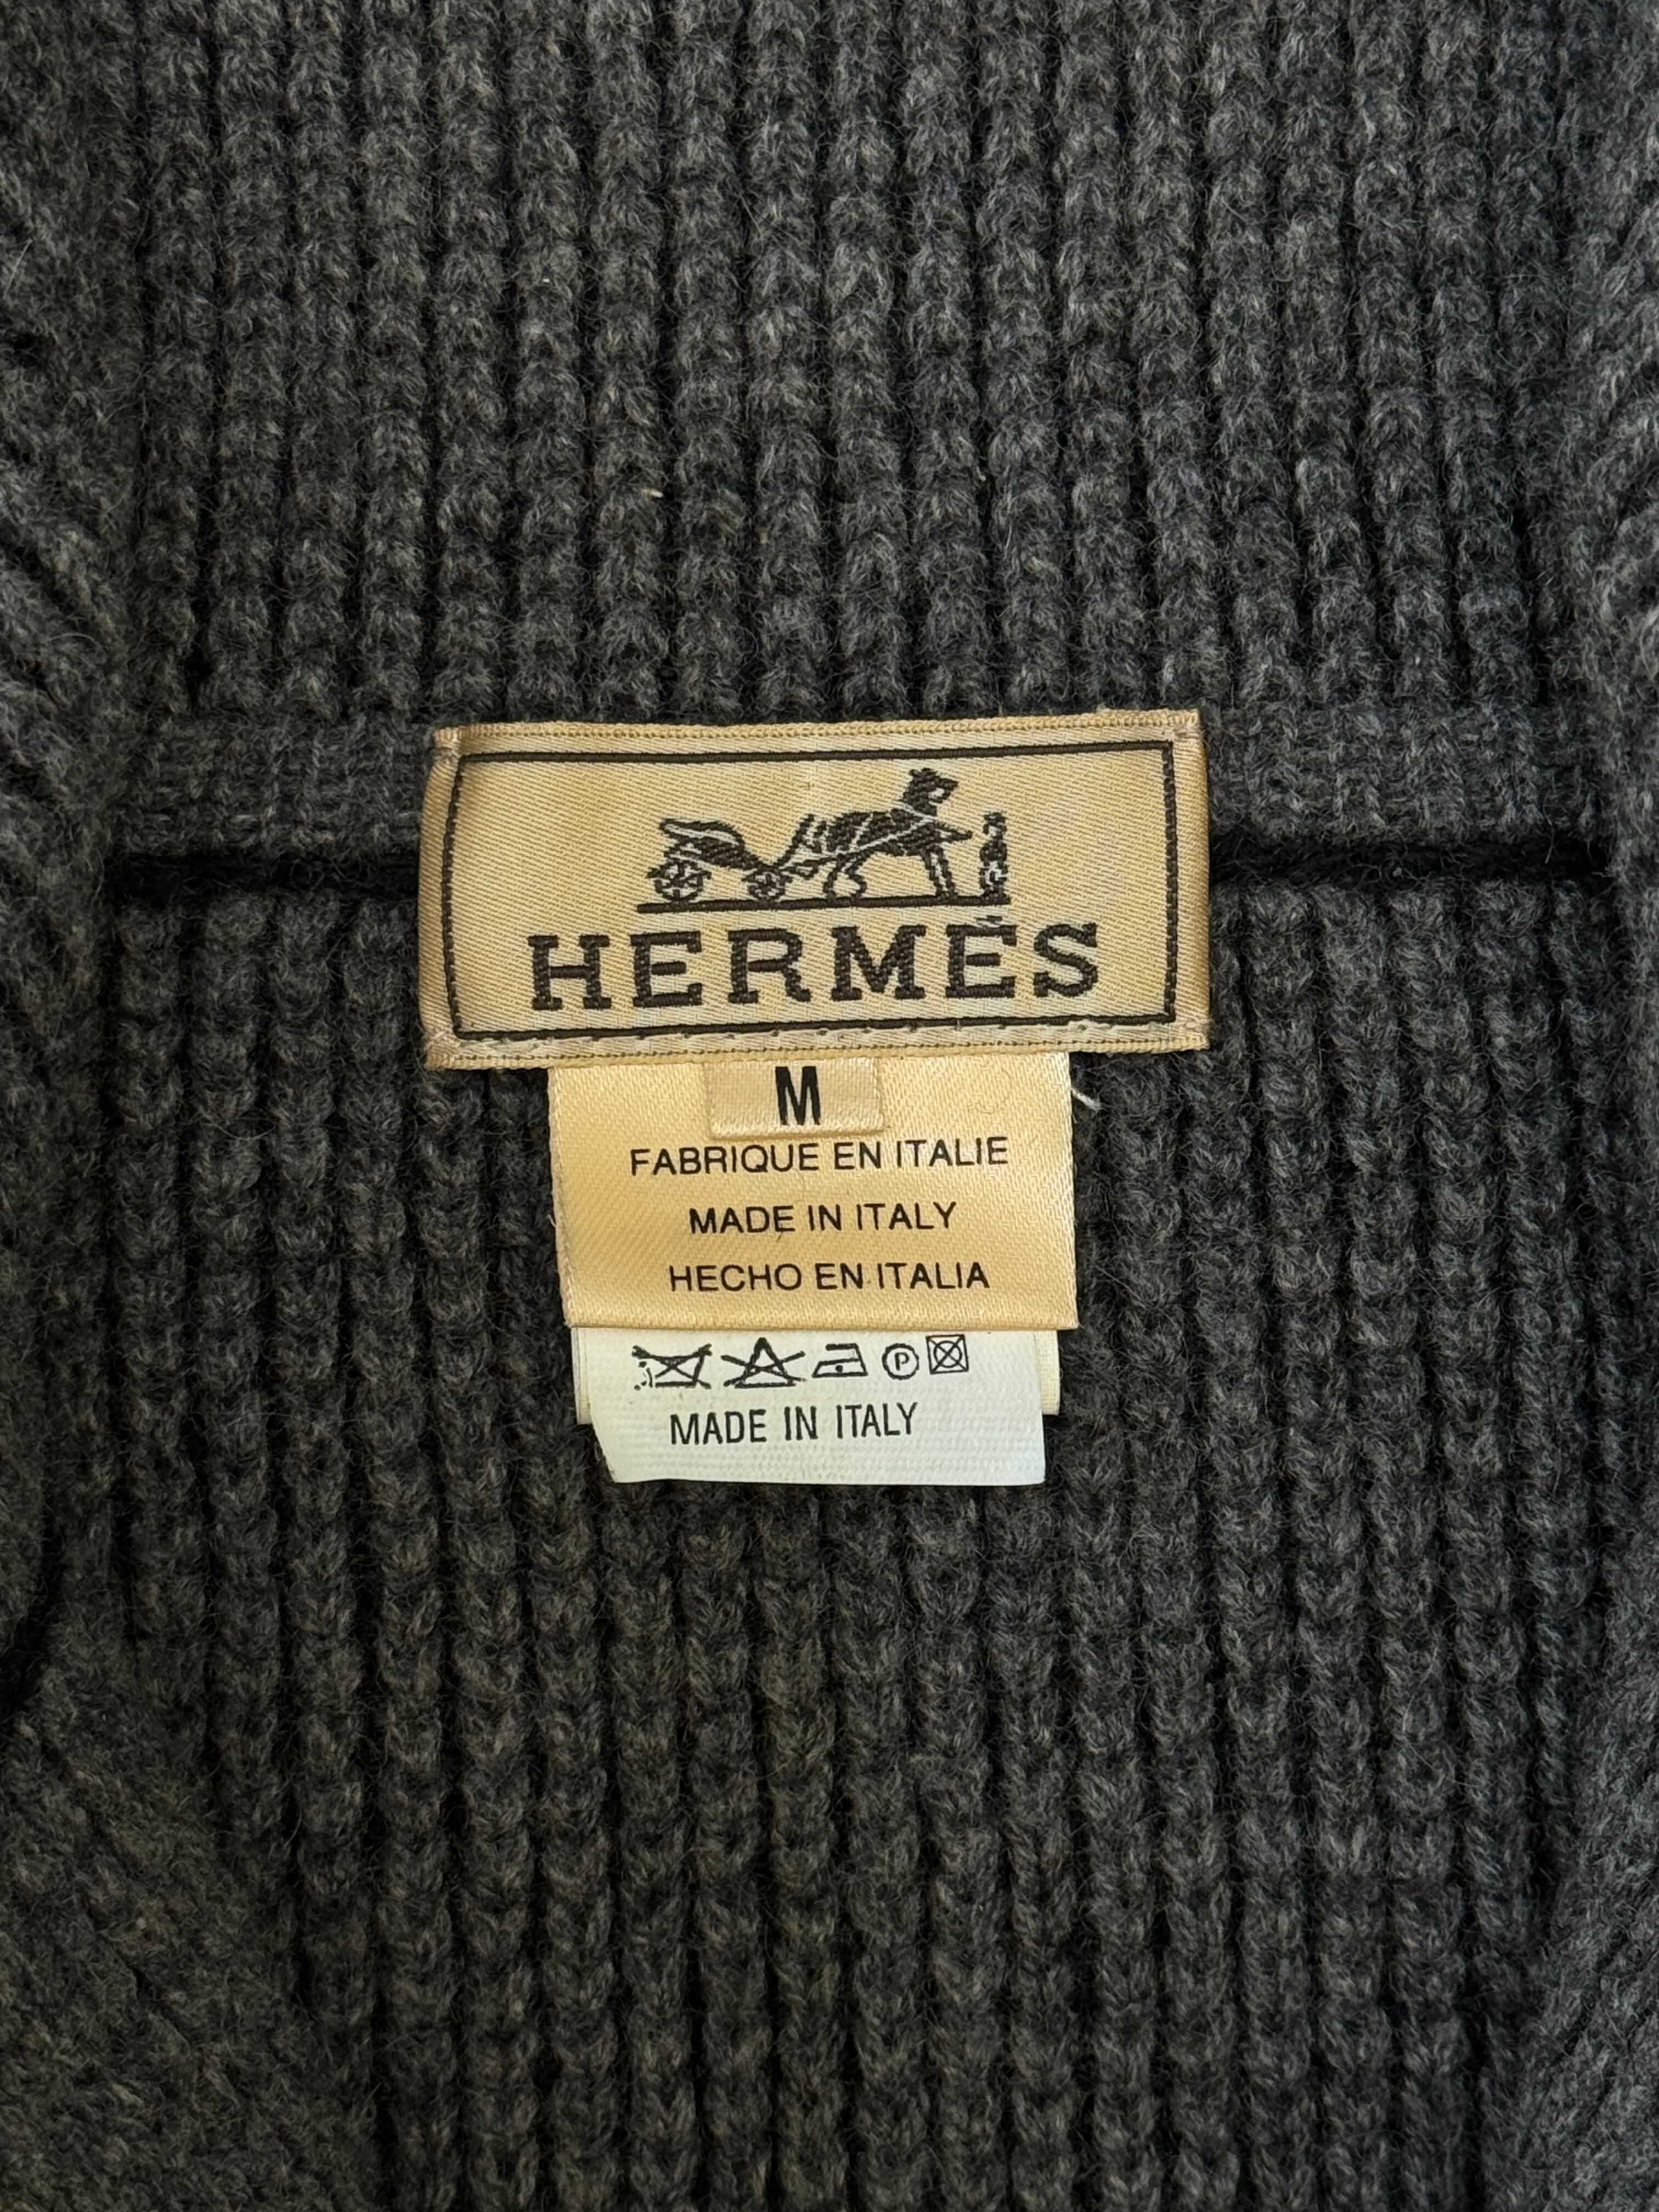 HERMÈS
M
FABRIQUE EN ITALIE
MADE IN ITALY
HECHO EN ITALIA
P
MADE IN ITALY